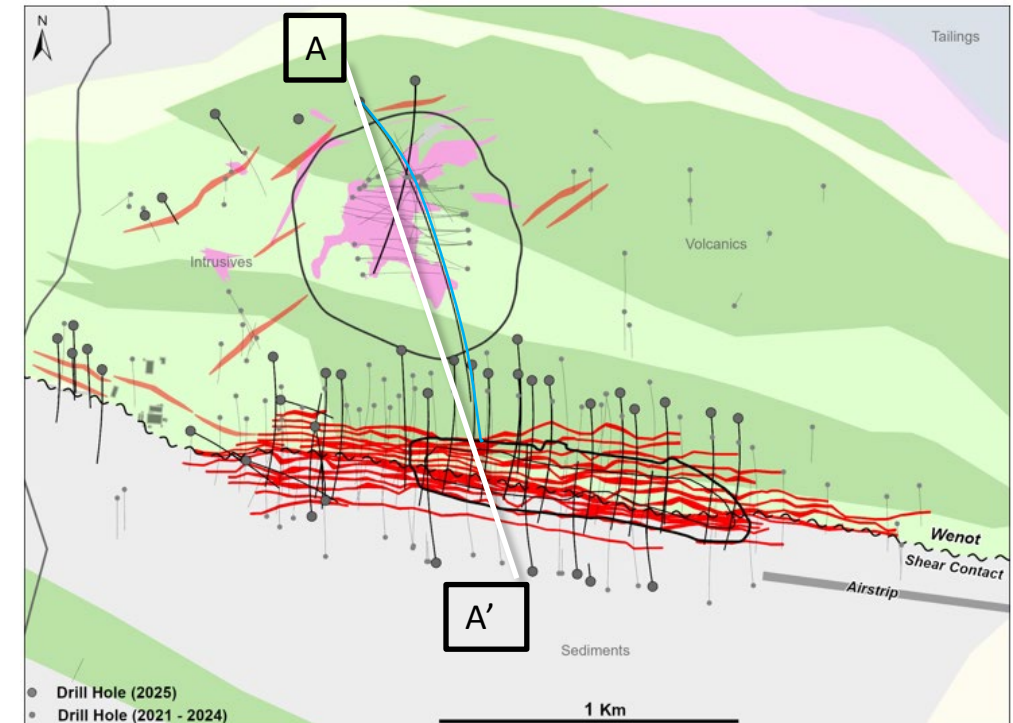 N
A
Tailings
Volcanics
Intrusives
Wenot
Shear Contact
Airstrip
A’
Sediments
Drill Hole (2025)
Drill Hole (2021 - 2024)
1 Km